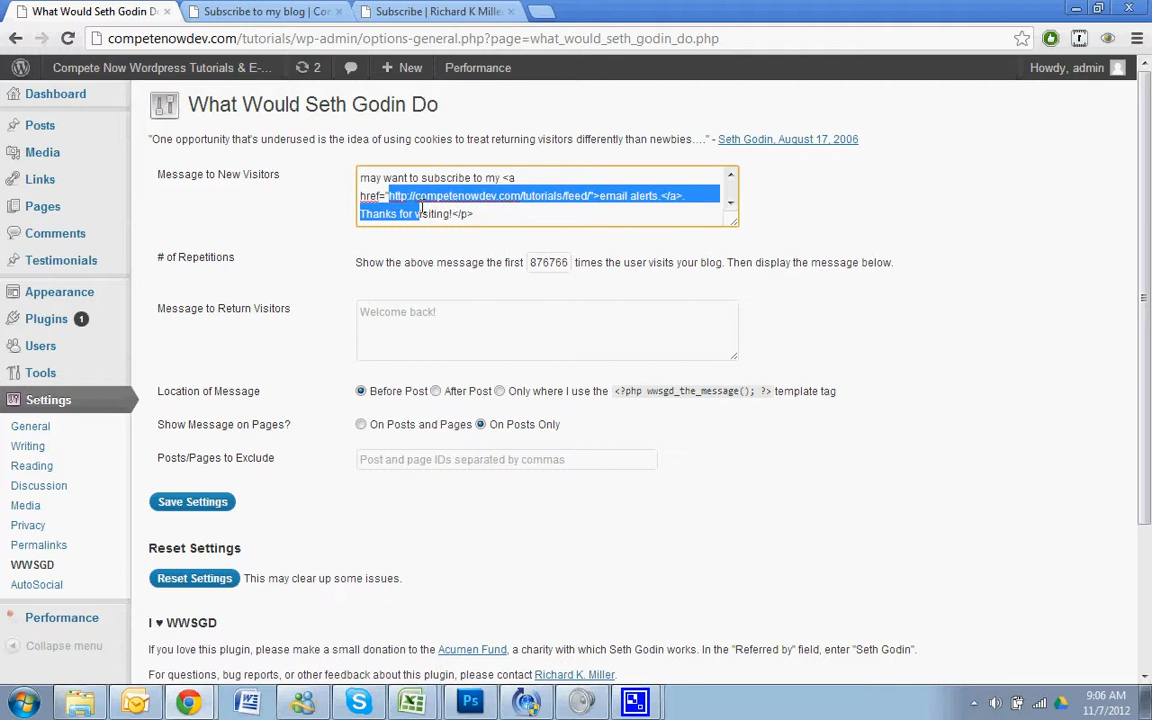 What Would Seth Godin Do
Subscribe to my blog | Cor
Subscribe | Richard K Mille
competenowdev.com/tutorials/wp-admin/options-general.php?page=what_would_seth_godin_do.php
Compete Now Wordpress Tutorials & E-... 2 New Performance Howdy, admin
Dashboard
Posts
Media
Links
Pages
Comments
Testimonials
Appearance
Plugins 1
Users
Tools
Settings
General
Writing
Reading
Discussion
Media
Privacy
Permalinks
WWSGD
AutoSocial
Performance
Collapse menu
What Would Seth Godin Do
"One opportunity that's underused is the idea of using cookies to treat returning visitors differently than newbies...." - Seth Godin, August 17, 2006
Message to New Visitors
may want to subscribe to my <a
href="http://competenowdev.com/tutorials/feed/">email alerts.</a>.
Thanks for visiting!</p>
# of Repetitions
Show the above message the first 876766 times the user visits your blog. Then display the message below.
Message to Return Visitors
Welcome back!
Location of Message
Before Post After Post Only where I use the <?php wwsgd_the_message(); ?> template tag
Show Message on Pages?
On Posts and Pages On Posts Only
Posts/Pages to Exclude
Post and page IDs separated by commas
Save Settings
Reset Settings
Reset Settings This may clear up some issues.
I ♥ WWSGD
If you love this plugin, please make a small donation to the Acumen Fund, a charity with which Seth Godin works. In the "Referred by" field, enter "Seth Godin".
For questions, bug reports, or other feedback about this plugin, please contact Richard K. Miller.
9:06 AM
11/7/2012